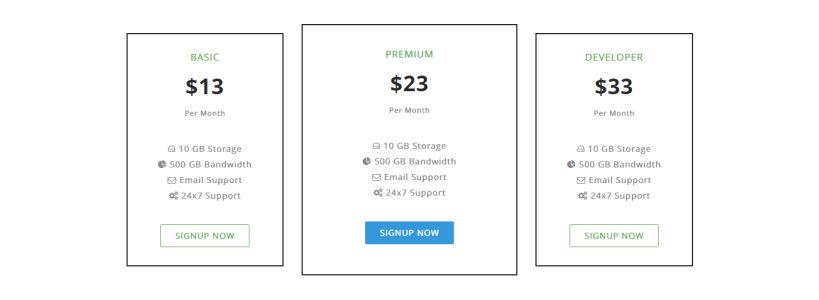 BASIC
$13
Per Month
10 GB Storage
500 GB Bandwidth
Email Support
24x7 Support
SIGNUP NOW
PREMIUM
$23
Per Month
10 GB Storage
500 GB Bandwidth
Email Support
24x7 Support
SIGNUP NOW
DEVELOPER
$33
Per Month
10 GB Storage
500 GB Bandwidth
Email Support
24x7 Support
SIGNUP NOW